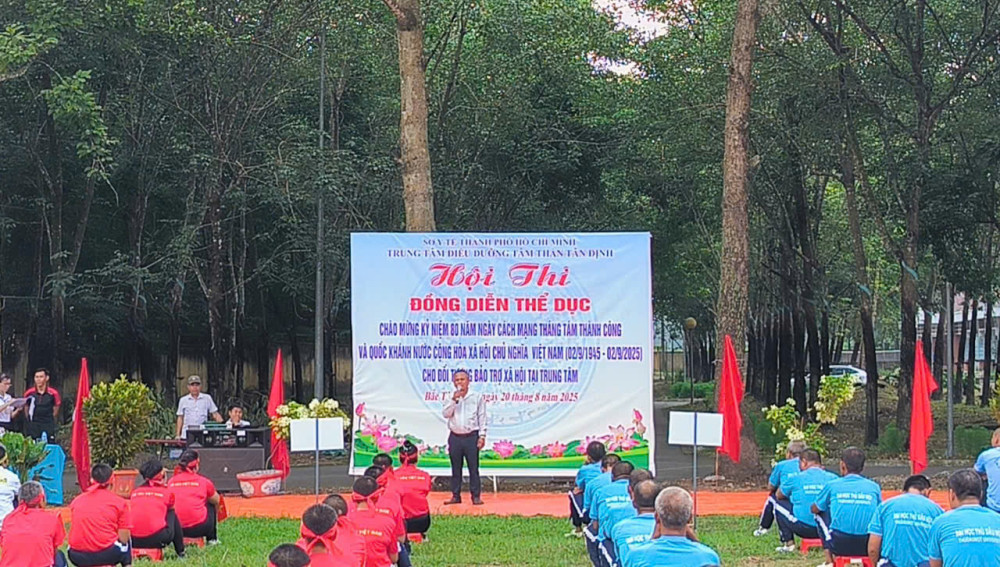 SỞ Y TẾ THÀNH PHỐ HỒ CHÍ MINH
TRUNG TÂM ĐIỀU DƯỠNG TÂM THẦN TÂN ĐỊNH
Hội Thi
ĐỒNG DIỄN THỂ DỤC
CHÀO MỪNG KỶ NIỆM 80 NĂM NGÀY CÁCH MẠNG THÁNG TÁM THÀNH CÔNG
VÀ QUỐC KHÁNH NƯỚC CỘNG HÒA XÃ HỘI CHỦ NGHĨA VIỆT NAM (02/9/1945 - 02/9/2025)
CHO ĐỐI TƯỢNG BẢO TRỢ XÃ HỘI TẠI TRUNG TÂM
Bắc ngày 20 tháng 8 năm 2025